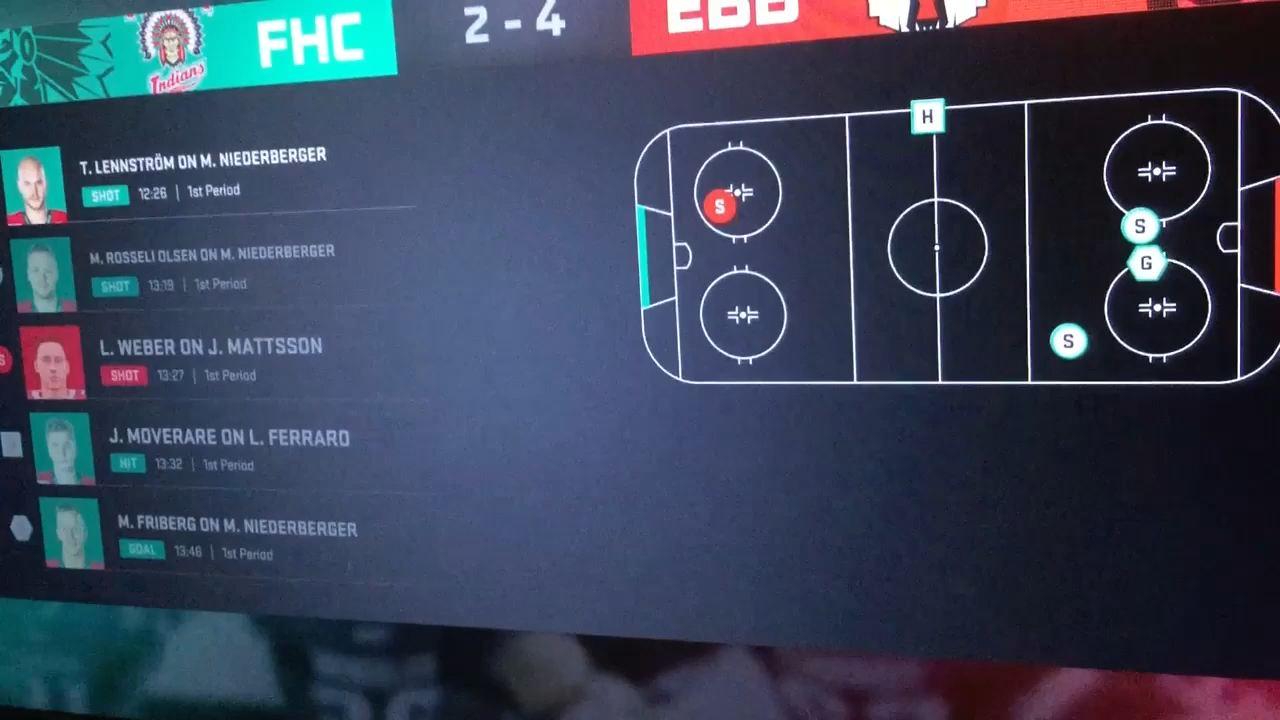 FHC
2 - 4
EBB
Indians
T. LENNSTRÖM ON M. NIEDERBERGER
SHOT 12:26 | 1st Period
M. ROSSELI OLSEN ON M. NIEDERBERGER
SHOT 13:19 | 1st Period
L. WEBER ON J. MATTSSON
SHOT 13:27 | 1st Period
J. MOVERARE ON L. FERRARO
HIT 13:32 | 1st Period
M. FRIBERG ON M. NIEDERBERGER
GOAL 13:46 | 1st Period
H
S
S
G
S
S